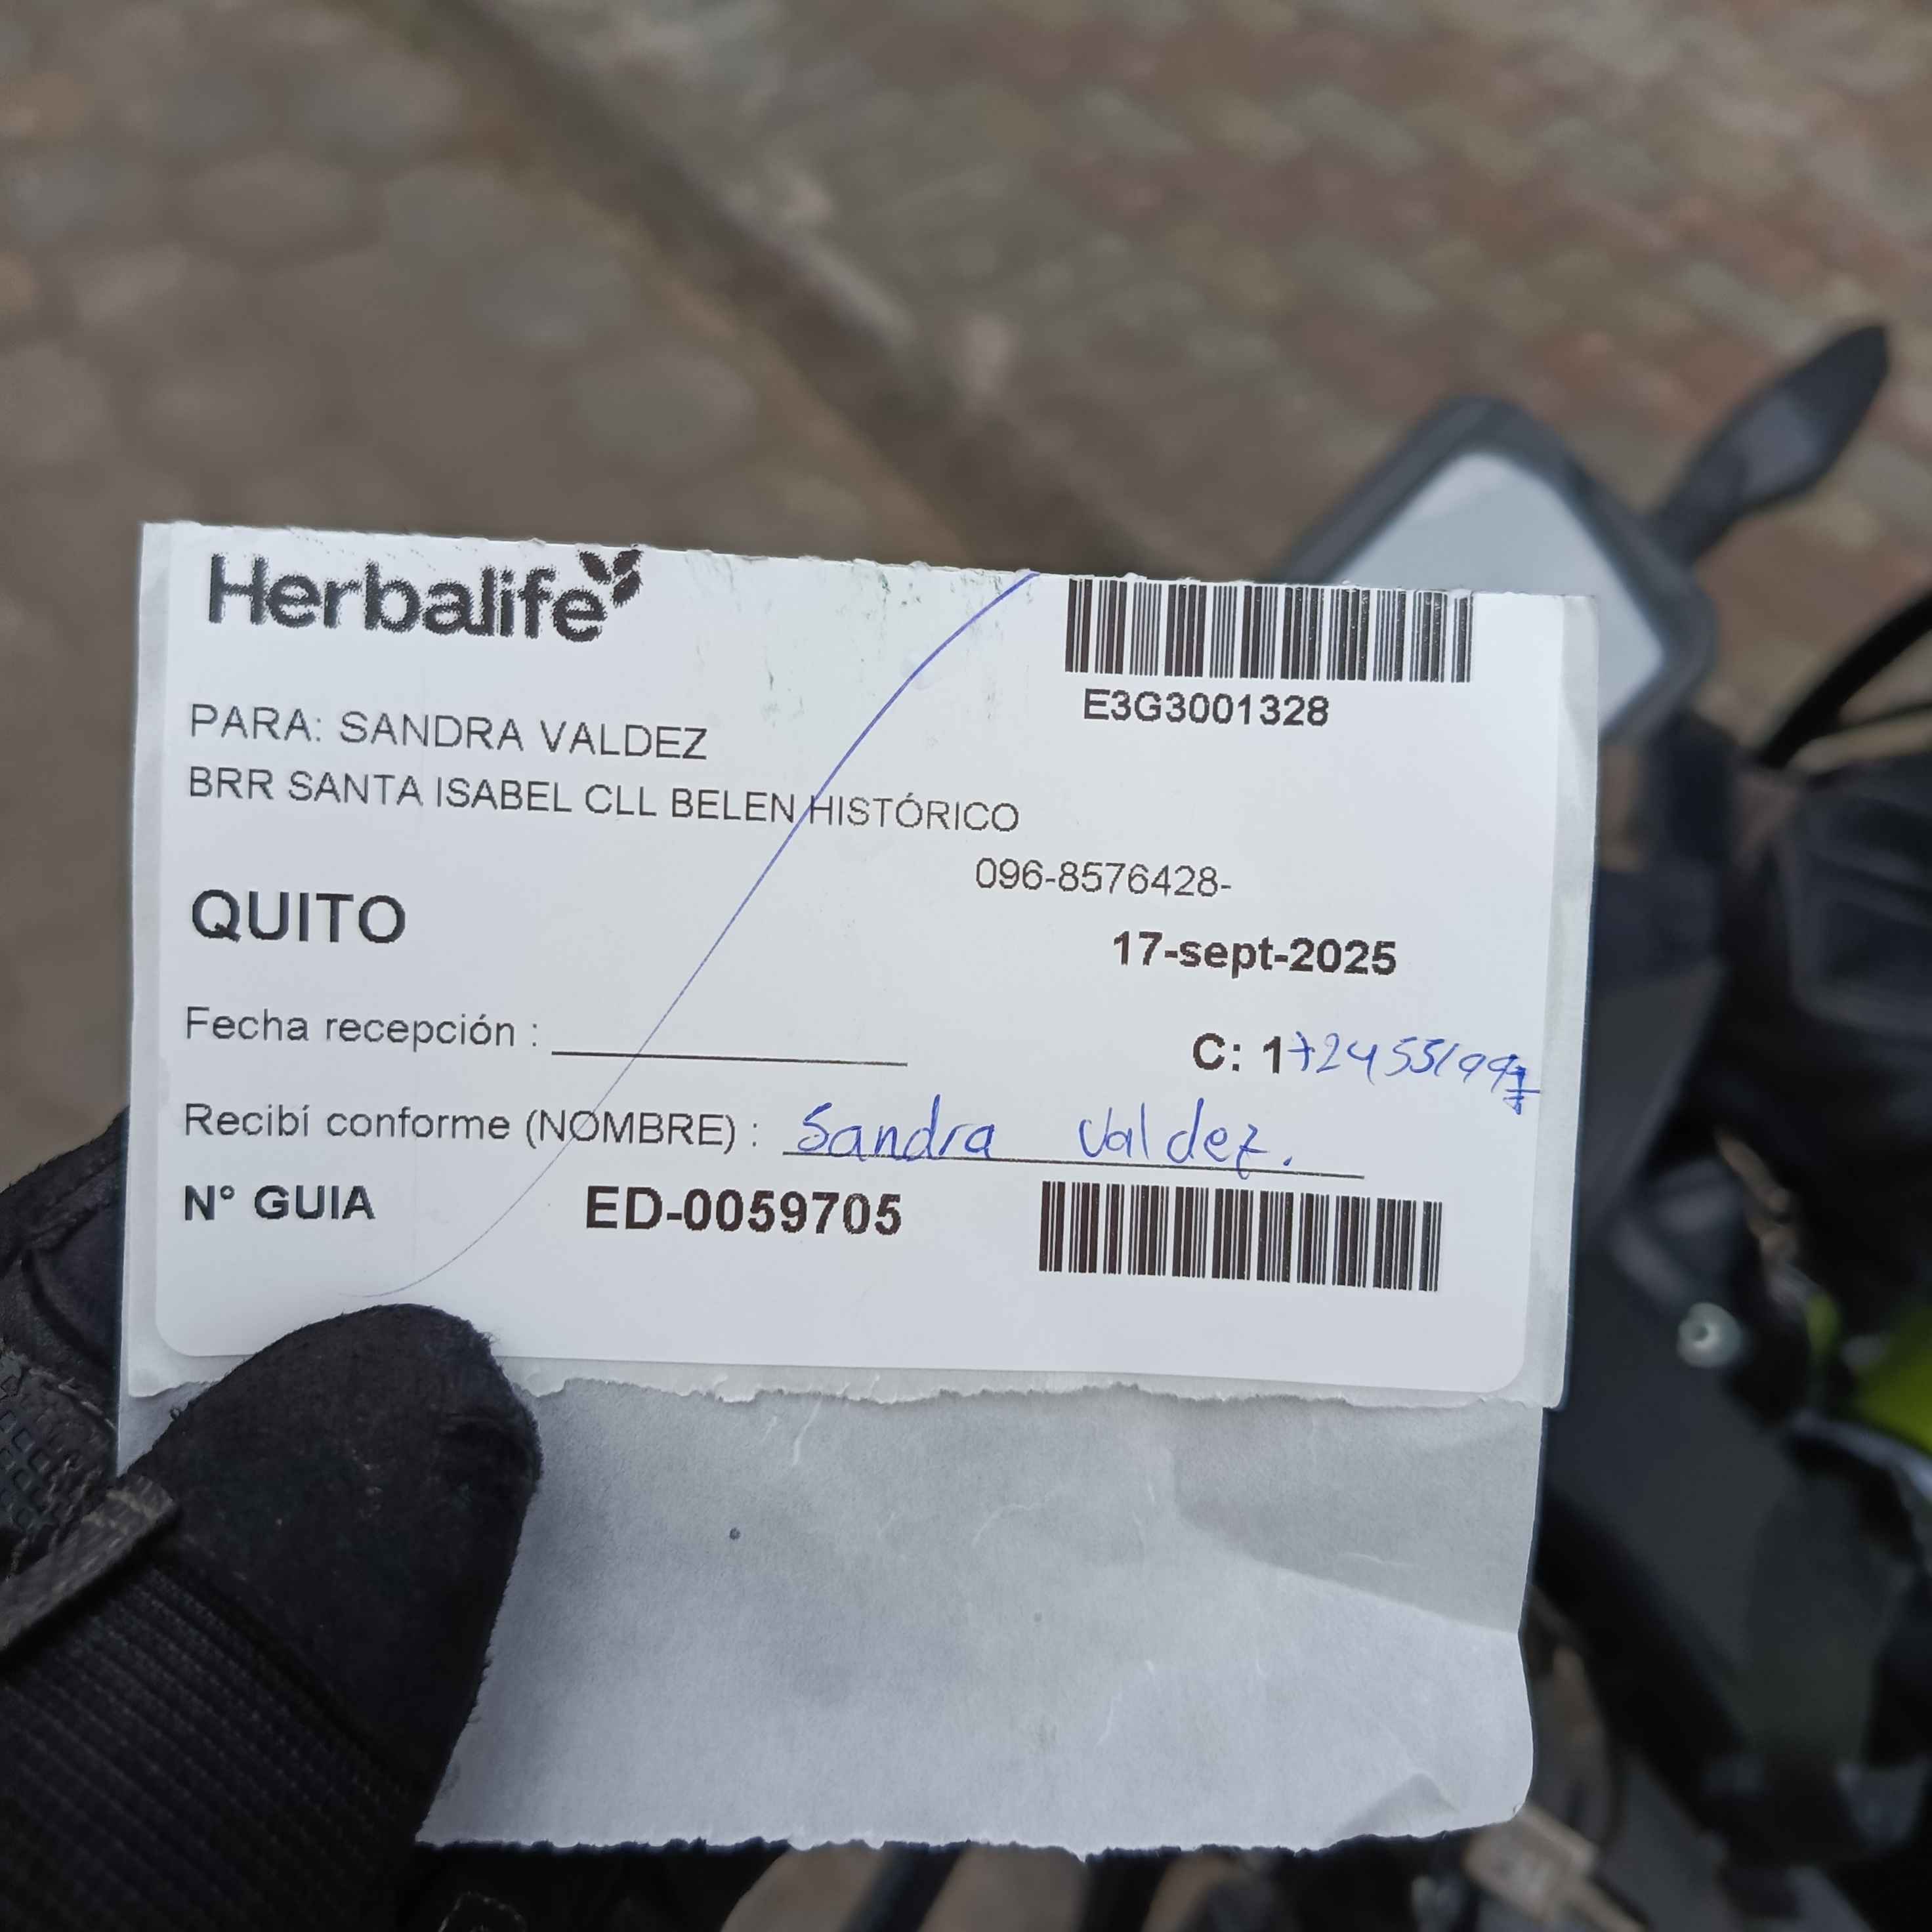 Herbalife
E3G3001328
PARA: SANDRA VALDEZ
BRR SANTA ISABEL CLL BELEN HISTÓRICO
096-8576428-
QUITO
17-sept-2025
Fecha recepción :
C: 1
Recibí conforme (NOMBRE) : Sandra Valdez.
N° GUIA ED-0059705